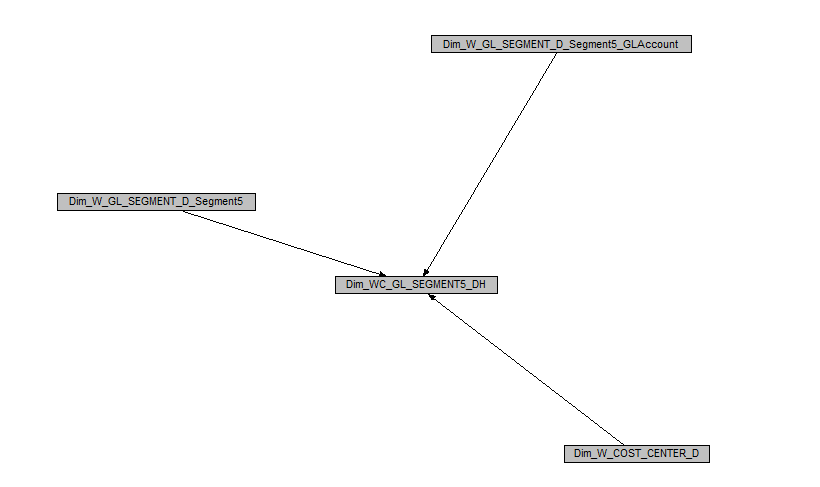 Dim_W_GL_SEGMENT_D_Segment5_GLAccount
Dim_W_GL_SEGMENT_D_Segment5
Dim_WC_GL_SEGMENT5_DH
Dim_W_COST_CENTER_D